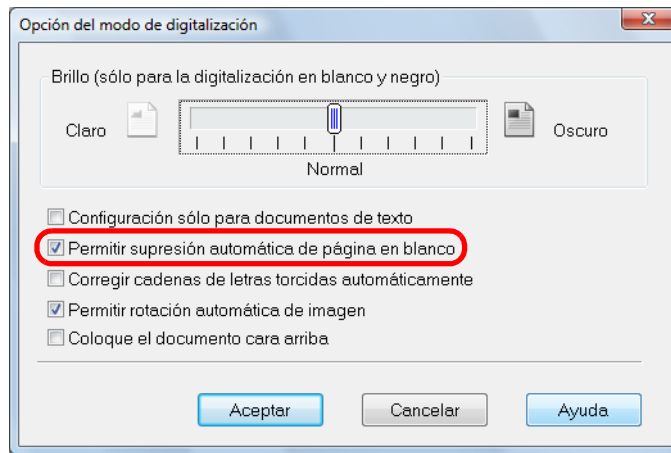 Opción del modo de digitalización
Brillo (sólo para la digitalización en blanco y negro)
Claro
Oscuro
Normal
Configuración sólo para documentos de texto
Permitir supresión automática de página en blanco
Corregir cadenas de letras torcidas automáticamente
Permitir rotación automática de imagen
Coloque el documento cara arriba
Aceptar Cancelar Ayuda